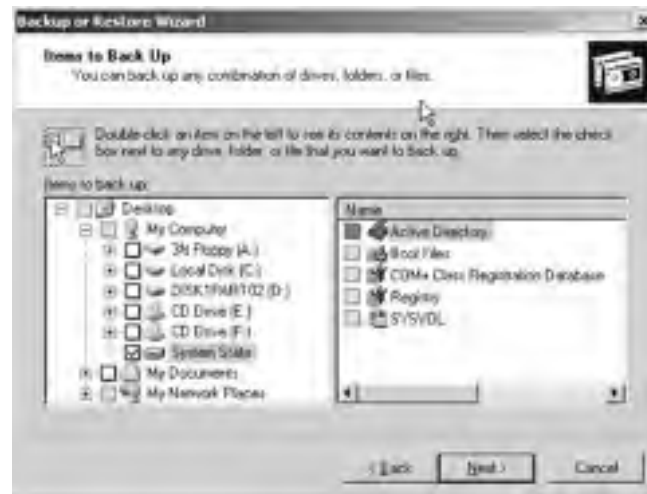 Backup or Restore Wizard
Items to Back Up
You can back up any combination of drives, folders, or files.
Double-click an item on the left to see its contents on the right. Then select the check
box next to any drive, folder, or file that you want to back up.
Items to back up:
Desktop
My Computer
3½ Floppy (A:)
Local Disk (C:)
DISK1PART02 (D:)
CD Drive (E:)
CD Drive (F:)
System State
My Documents
My Network Places
Name
Active Directory
Boot Files
COM+ Class Registration Database
Registry
SYSVOL
< Back
Next >
Cancel